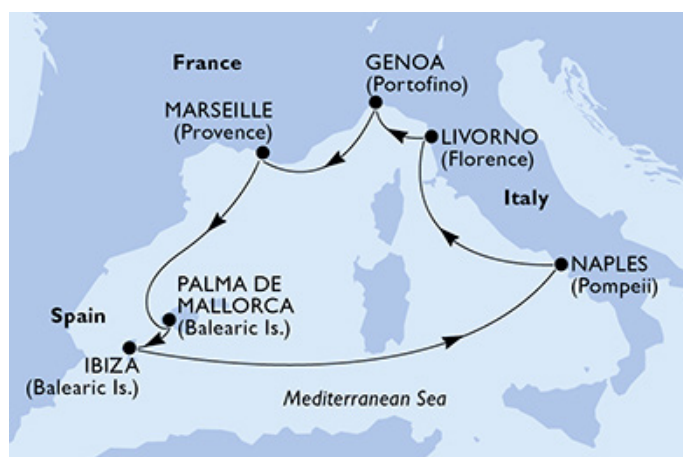 France
GENOA
(Portofino)
MARSEILLE
(Provence)
LIVORNO
(Florence)
Italy
NAPLES
(Pompeii)
PALMA DE
MALLORCA
(Balearic Is.)
Spain
IBIZA
(Balearic Is.)
Mediterranean Sea